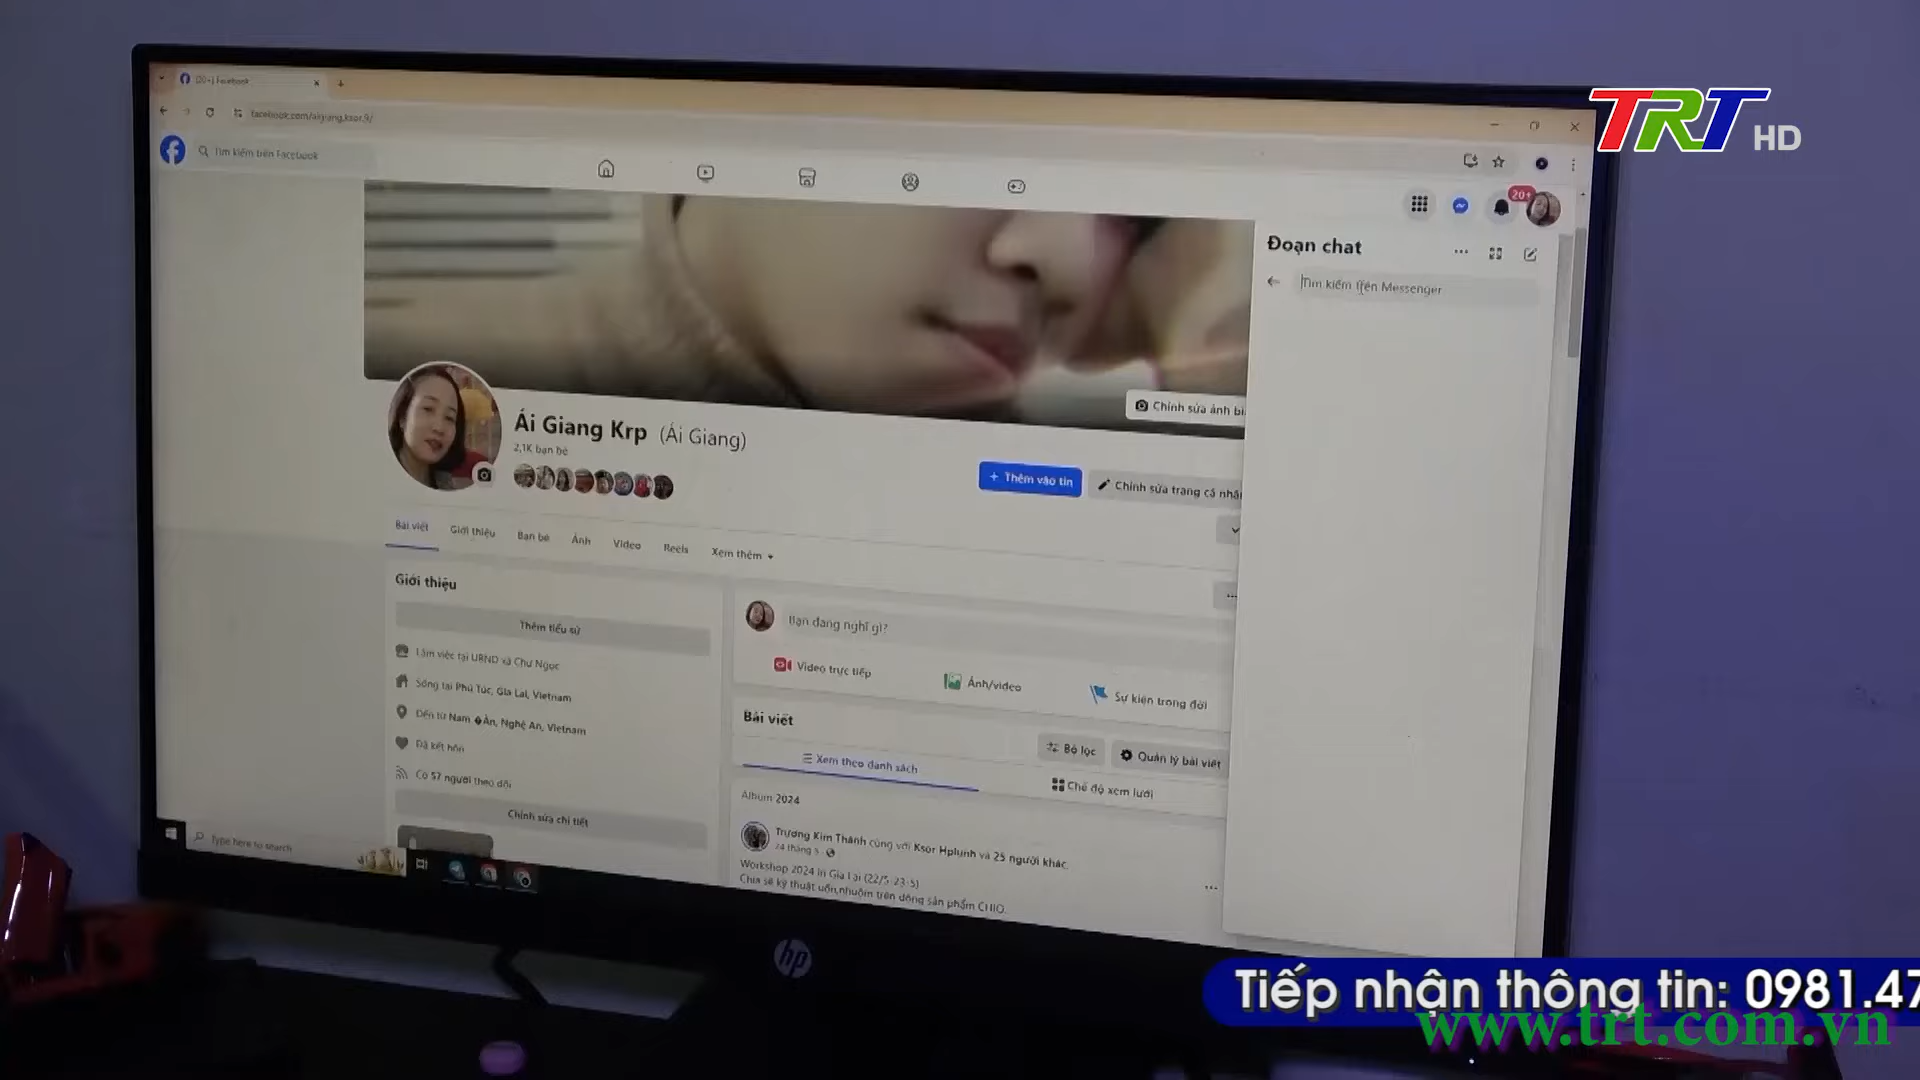 TRT HD
(20+) Facebook
facebook.com/aigiang.ksor.9/
Tìm kiếm trên Facebook
20+
Đoạn chat
Tìm kiếm trên Messenger
Chỉnh sửa ảnh bì
Ái Giang Krp (Ái Giang)
2,1K bạn bè
+ Thêm vào tin
Chỉnh sửa trang cá nhân
Bài viết Giới thiệu Bạn bè Ảnh Video Reels Xem thêm
Giới thiệu
Thêm tiểu sử
Làm việc tại UBND xã Chư Ngọc
Sống tại Phú Túc, Gia Lai, Vietnam
Đến từ Nam �Àn, Nghệ An, Vietnam
Đã kết hôn
Có 57 người theo dõi
Chỉnh sửa chi tiết
Bạn đang nghĩ gì?
Video trực tiếp
Ảnh/video
Sự kiện trong đời
Bài viết
Bộ lọc
Quản lý bài viết
Xem theo danh sách
Chế độ xem lưới
Album 2024
Trương Kim Thành cùng với Ksor Hplunh và 25 người khác.
24 tháng 5
Workshop 2024 in Gia Lai (22/5-23-5)
Chia sẻ kỹ thuật uốn,nhuộm trên dòng sản phẩm CHIO.
Type here to search
hp
Tiếp nhận thông tin: 0981.47
www.trt.com.vn